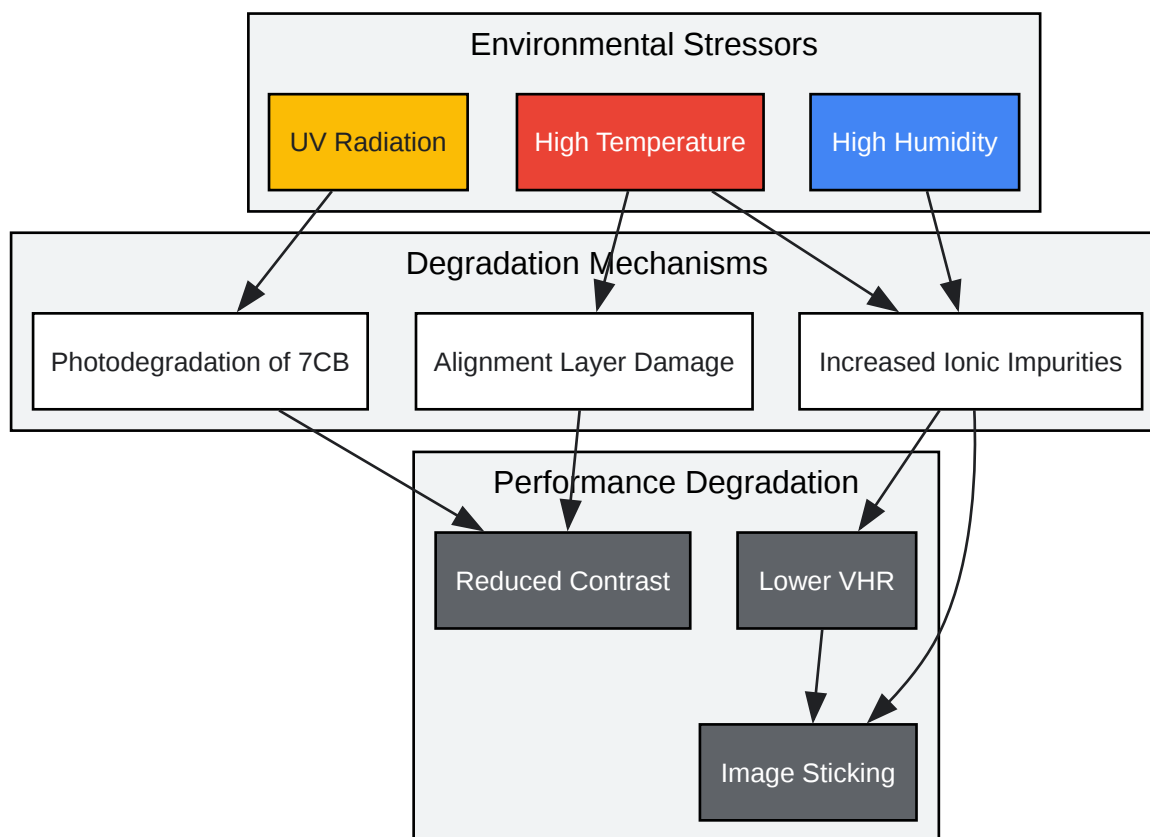 Environmental Stressors
UV Radiation
High Temperature
High Humidity
Degradation Mechanisms
Photodegradation of 7CB
Alignment Layer Damage
Increased Ionic Impurities
Performance Degradation
Reduced Contrast
Lower VHR
Image Sticking